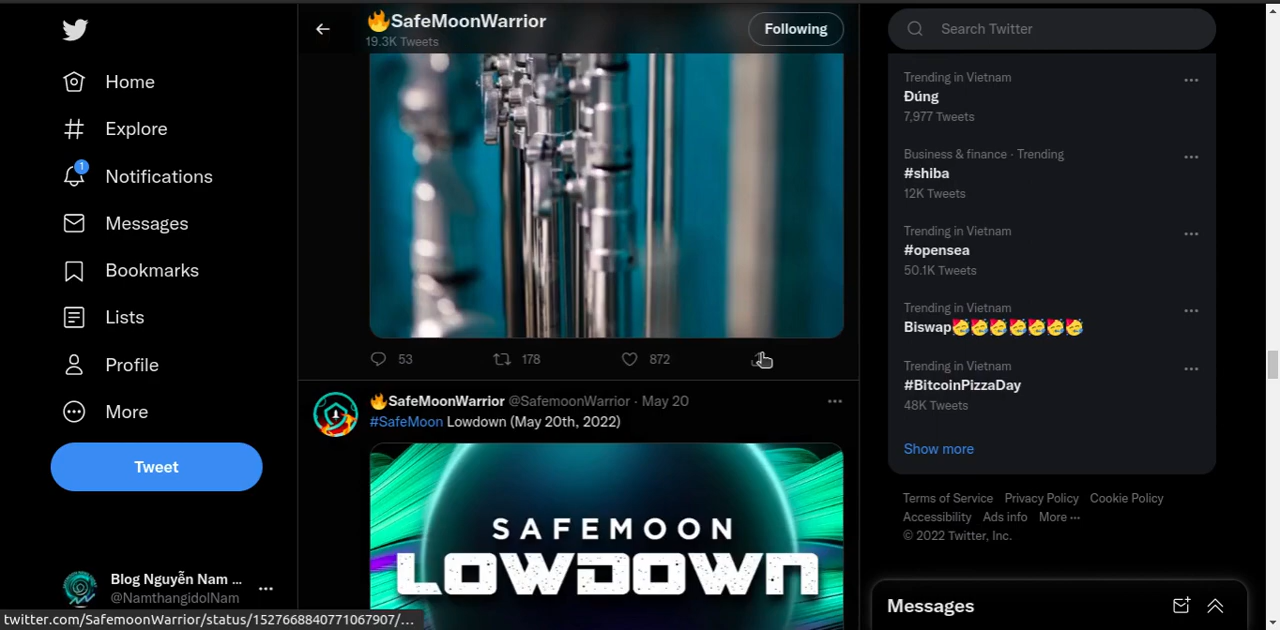 Home
Explore
1
Notifications
Messages
Bookmarks
Lists
Profile
More
Tweet
Blog Nguyễn Nam ...
@NamthangidolNam
twitter.com/SafemoonWarrior/status/1527668840771067907/...
🔥SafeMoonWarrior
19.3K Tweets
Following
53 178 872
🔥SafeMoonWarrior @SafemoonWarrior · May 20
#SafeMoon Lowdown (May 20th, 2022)
SAFEMOON
LOWDOWN
Search Twitter
Trending in Vietnam
Đúng
7,977 Tweets
Business & finance · Trending
#shiba
12K Tweets
Trending in Vietnam
#opensea
50.1K Tweets
Trending in Vietnam
Biswap🥳🥳🥳🥳🥳🥳🥳
Trending in Vietnam
#BitcoinPizzaDay
48K Tweets
Show more
Terms of Service Privacy Policy Cookie Policy
Accessibility Ads info More ···
© 2022 Twitter, Inc.
Messages